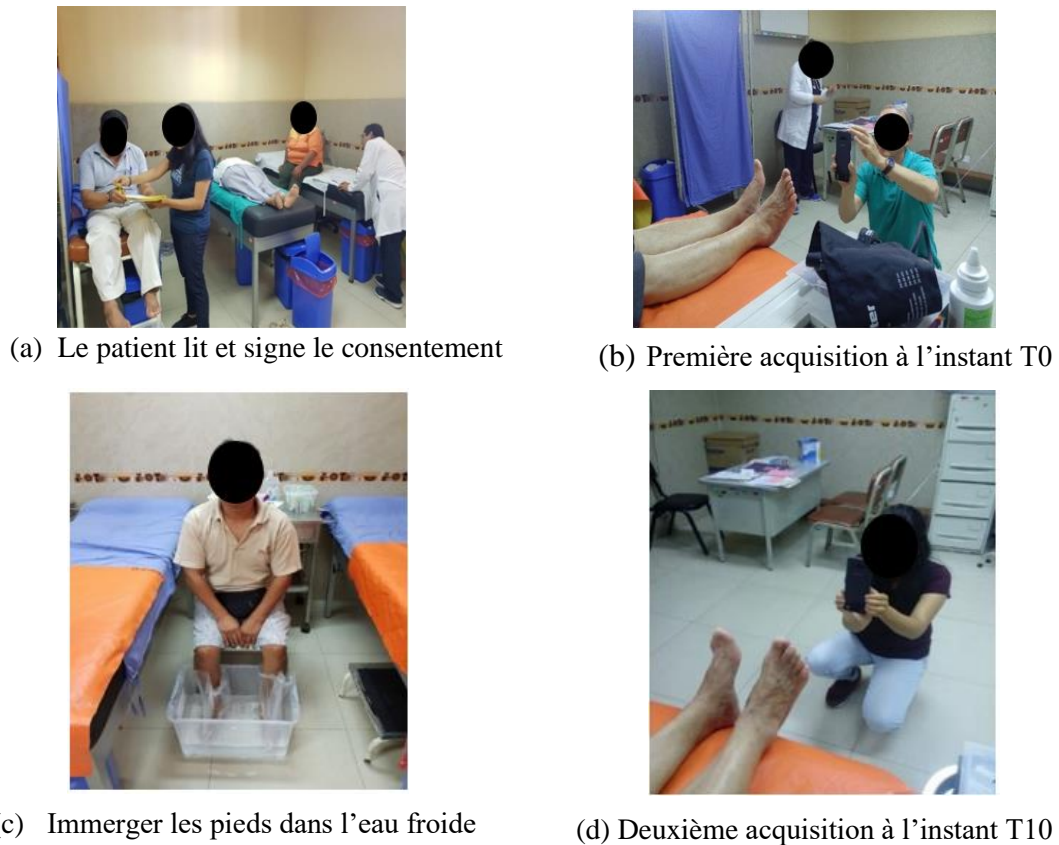 (a) Le patient lit et signe le consentement
(b) Première acquisition à l’instant T0
(c) Immerger les pieds dans l’eau froide
(d) Deuxième acquisition à l’instant T10